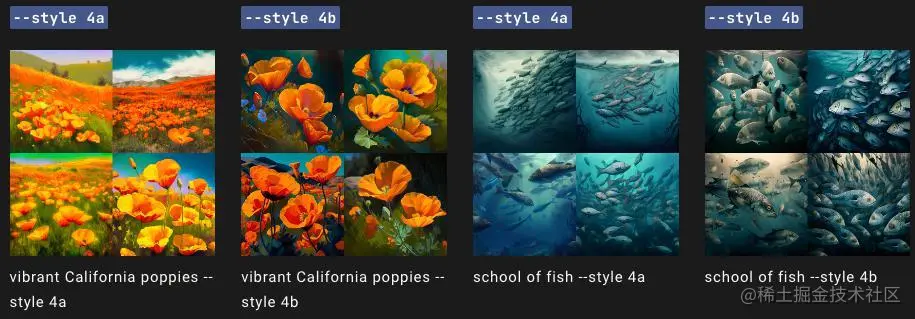 --style 4a
--style 4b
--style 4a
--style 4b
vibrant California poppies --
style 4a
vibrant California poppies --
style 4b
school of fish --style 4a
school of fish --style 4b
@稀土掘金技术社区